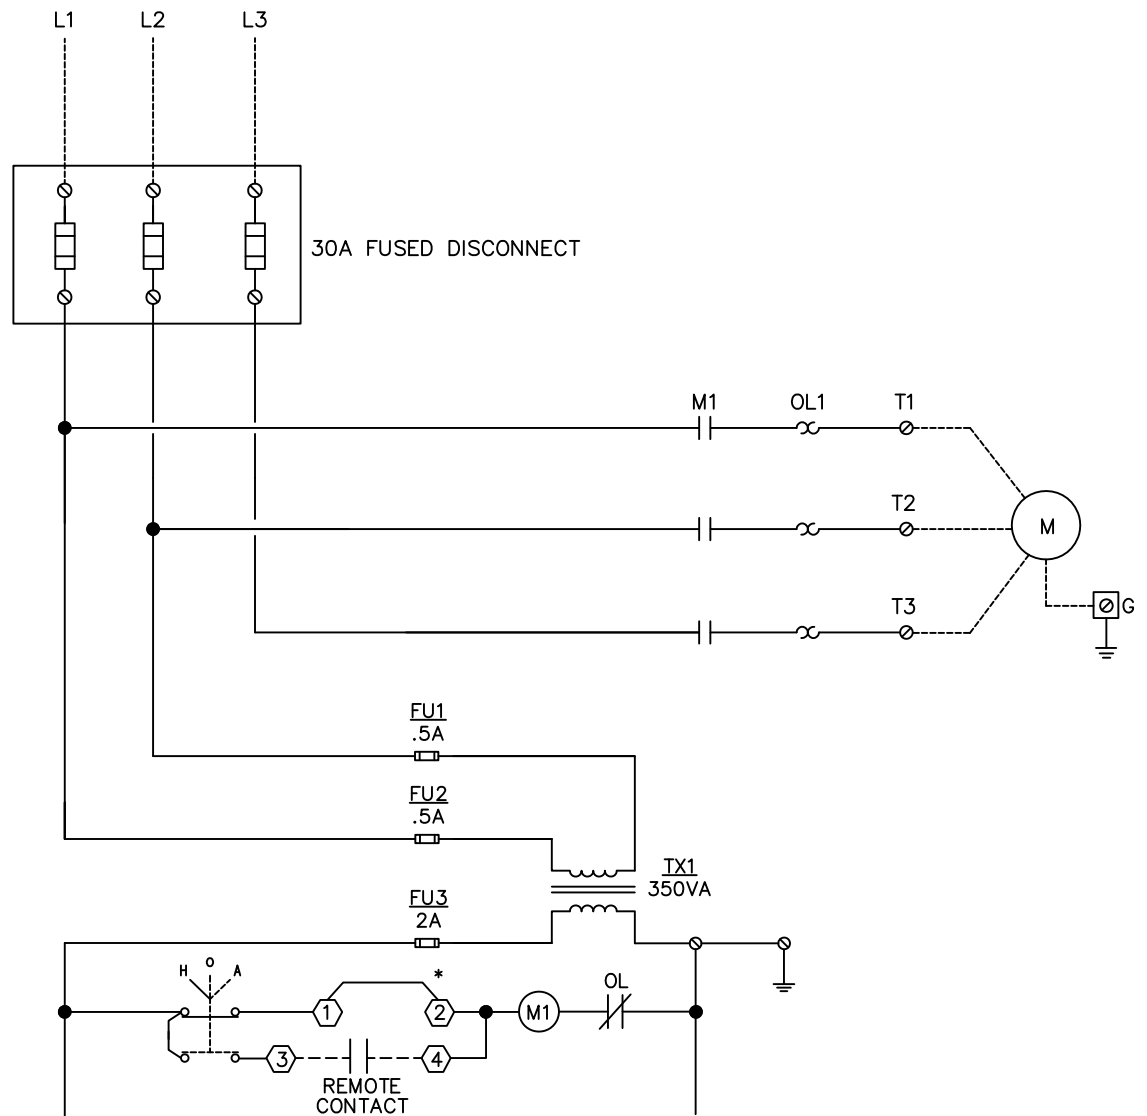 L1 L2 L3
30A FUSED DISCONNECT
M1 OL1 T1
T2
M
T3
G
FU1
.5A
FU2
.5A
TX1
350VA
FU3
2A
H O A
*
OL
1 2 M1
3 4
REMOTE
CONTACT